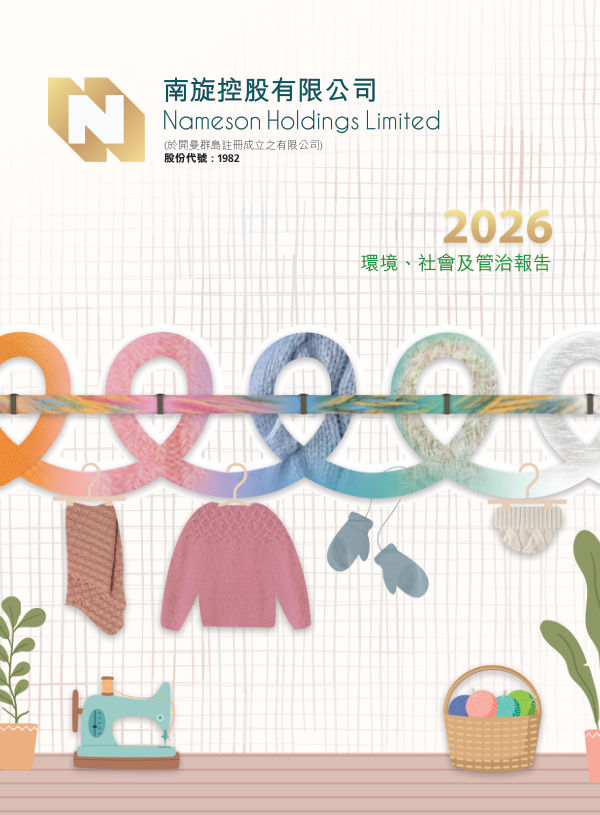 N
南旋控股有限公司
Nameson Holdings Limited
(於開曼群島註冊成立之有限公司)
股份代號：1982
2026
環境、社會及管治報告